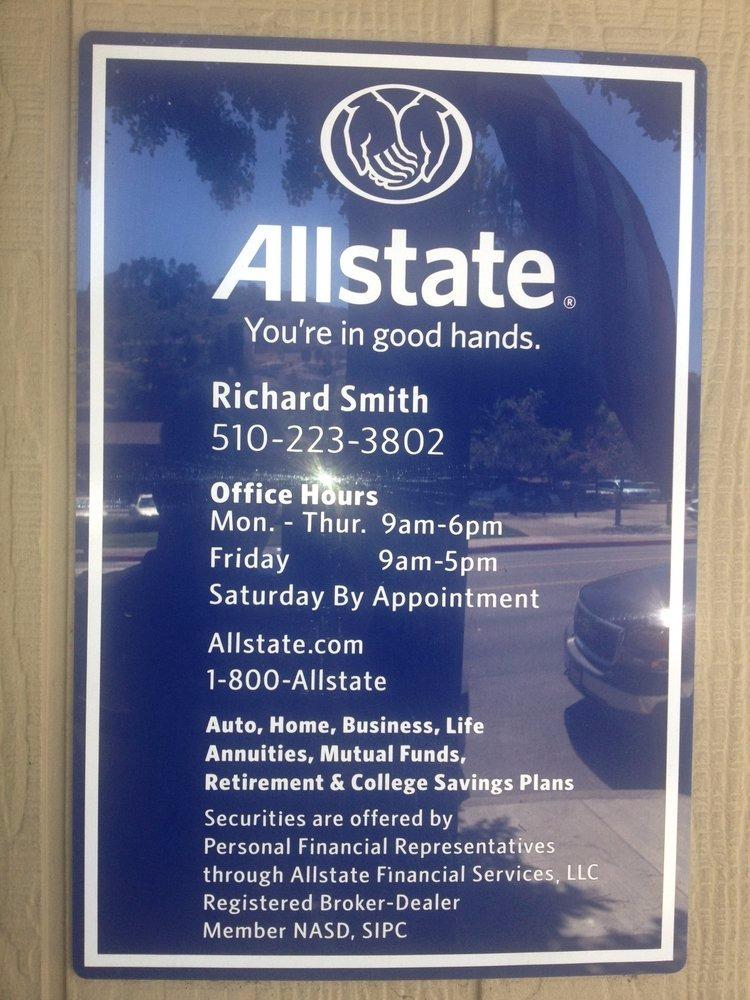 Allstate®
You're in good hands.
Richard Smith
510-223-3802
Office Hours
Mon. - Thur. 9am-6pm
Friday 9am-5pm
Saturday By Appointment
Allstate.com
1-800-Allstate
Auto, Home, Business, Life
Annuities, Mutual Funds,
Retirement & College Savings Plans
Securities are offered by
Personal Financial Representatives
through Allstate Financial Services, LLC
Registered Broker-Dealer
Member NASD, SIPC